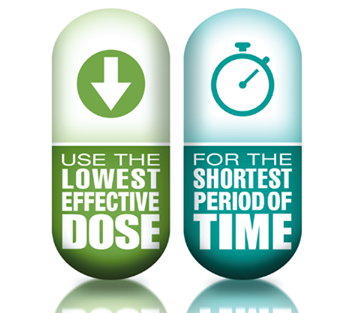 USE THE
LOWEST
EFFECTIVE
DOSE
FOR THE
SHORTEST
PERIOD OF
TIME